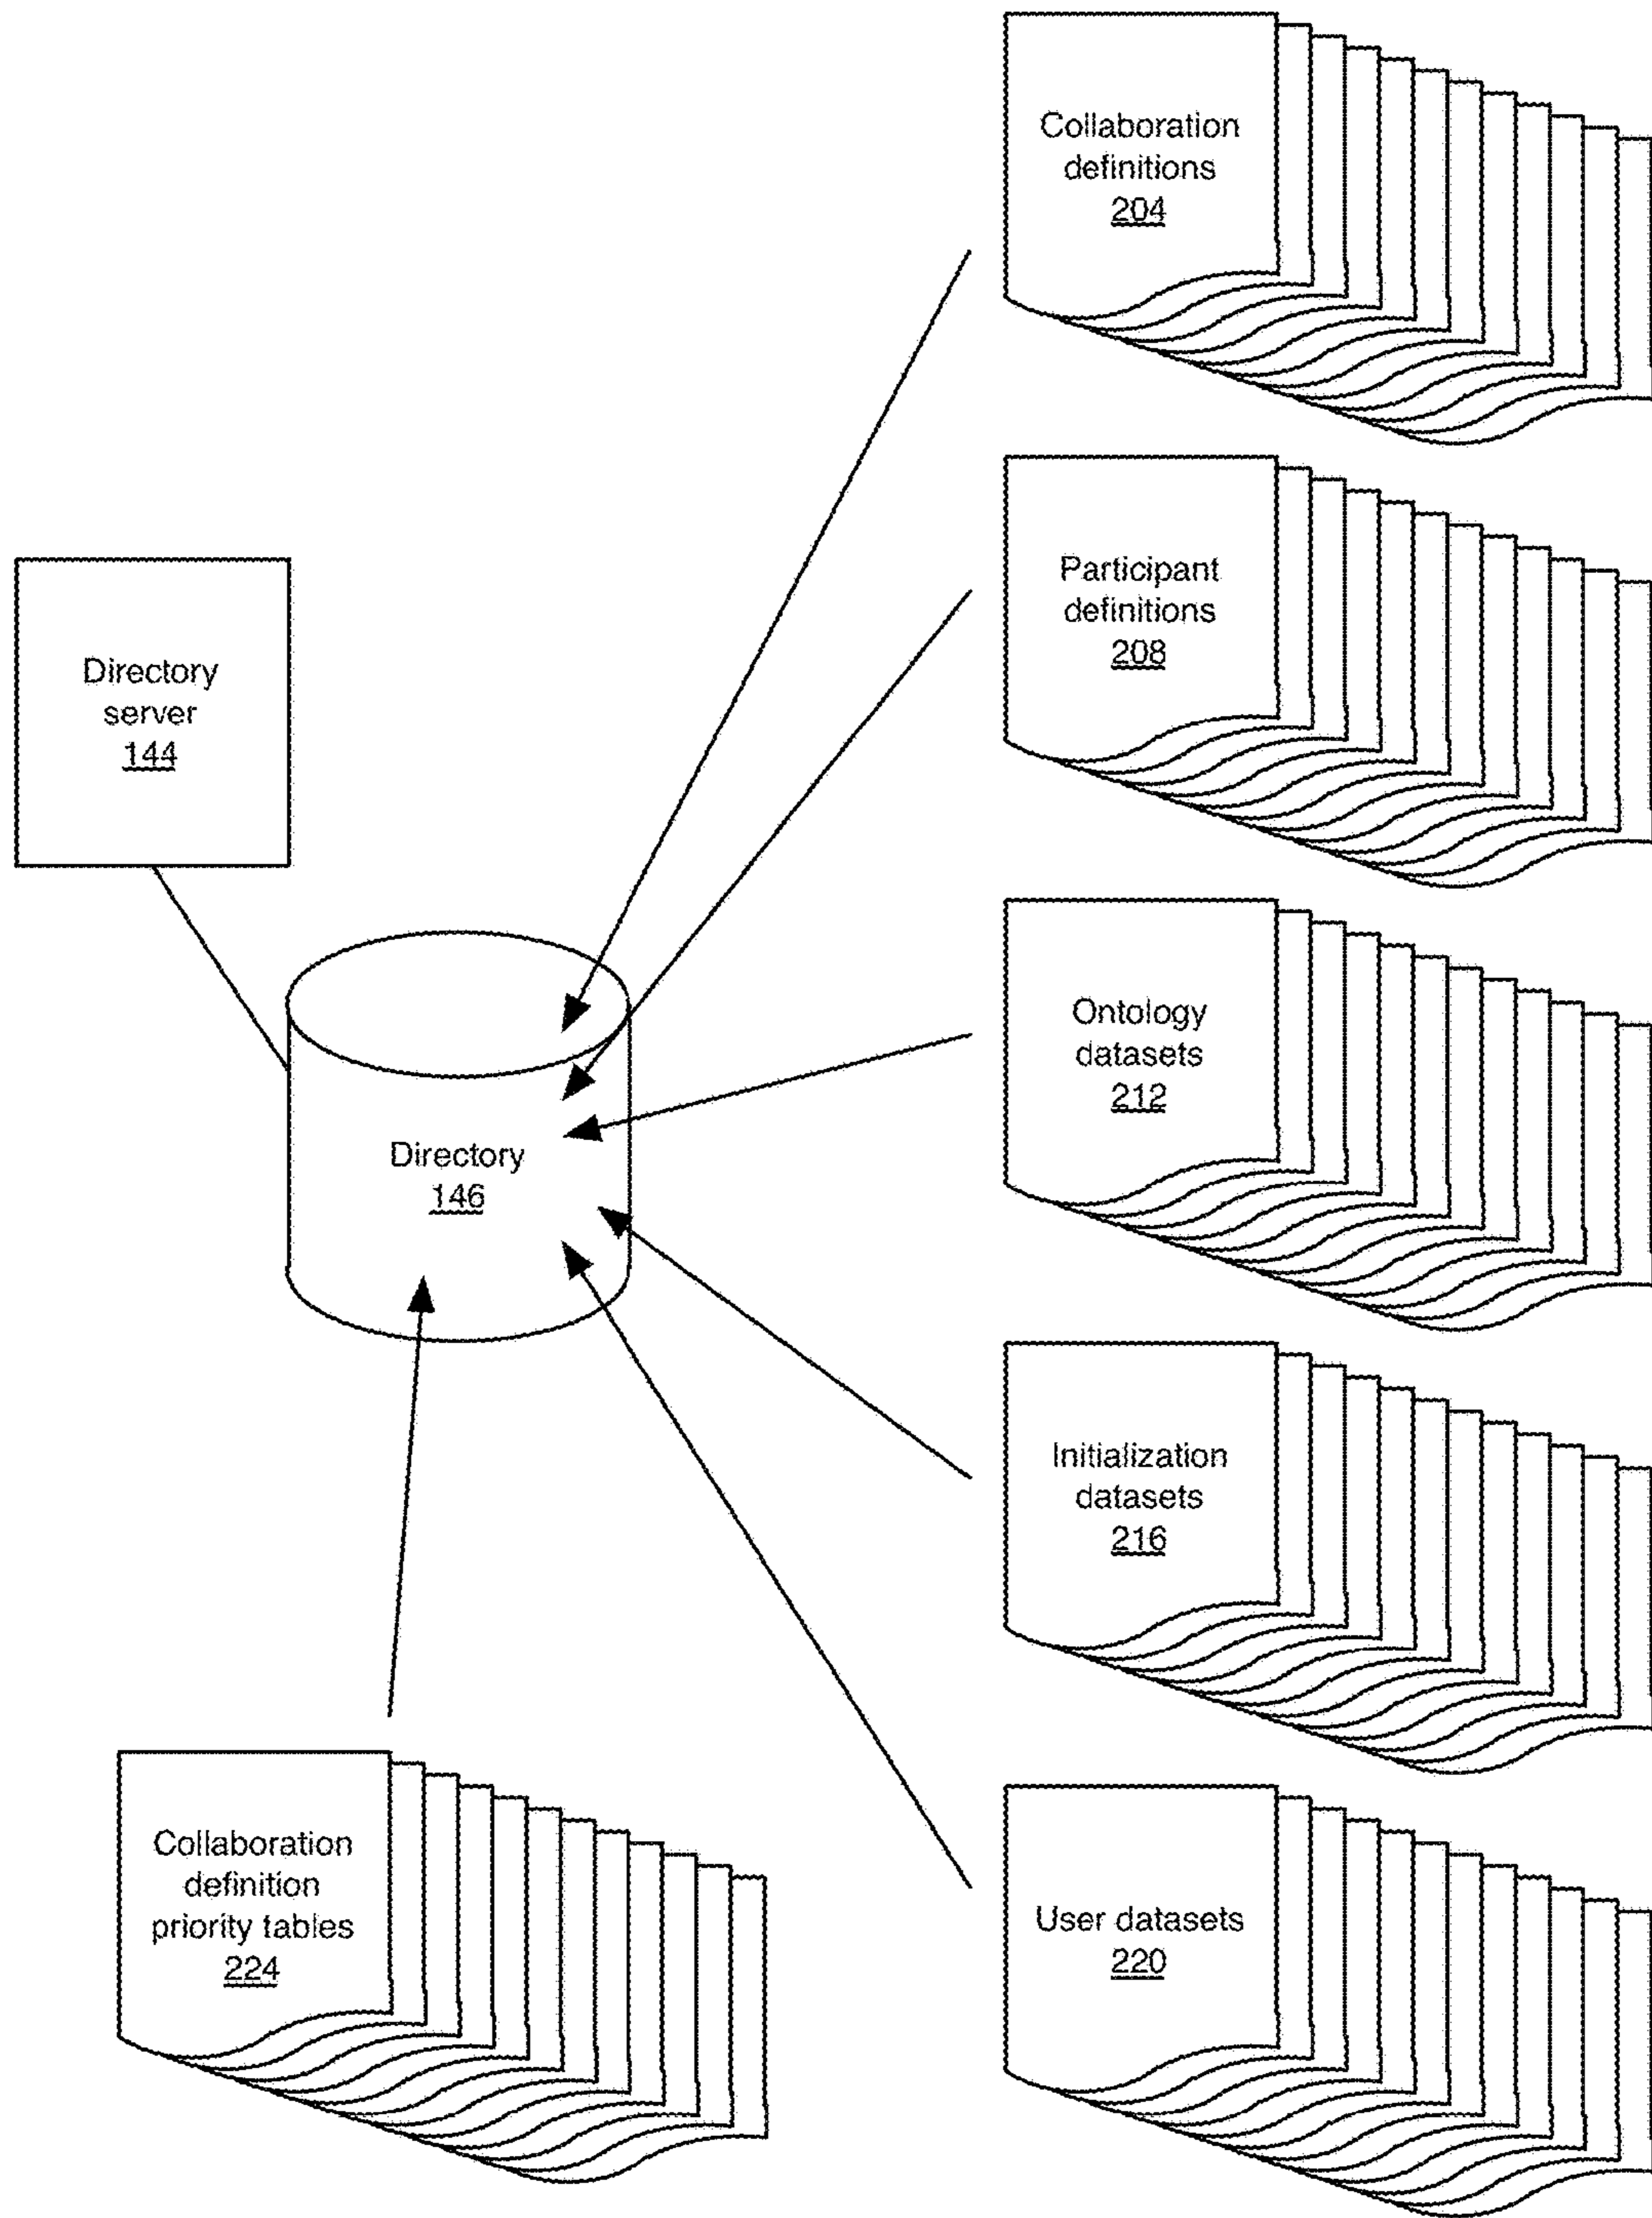 Collaboration
definitions
204
Participant
definitions
208
Directory
server
144
Ontology
datasets
212
Directory
146
Initialization
datasets
216
Collaboration
definition
priority tables
224
User datasets
220